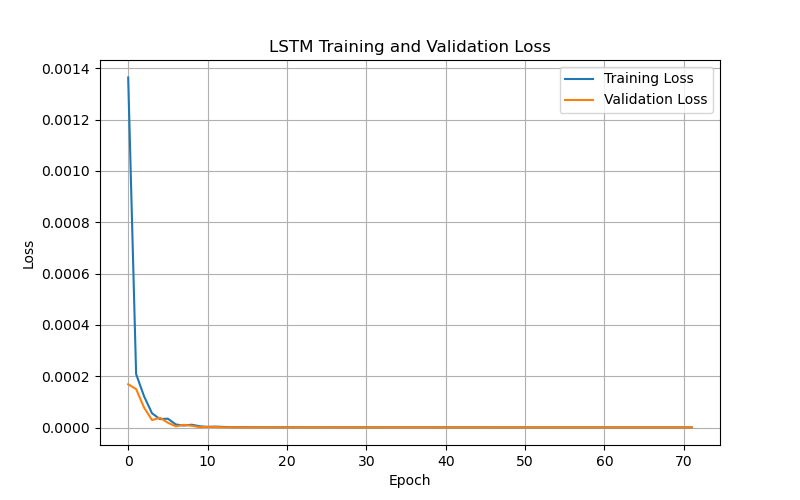 LSTM Training and Validation Loss
0.0014
0.0012
0.0010
0.0008
0.0006
0.0004
0.0002
0.0000
Loss
Training Loss
Validation Loss
0 10 20 30 40 50 60 70
Epoch